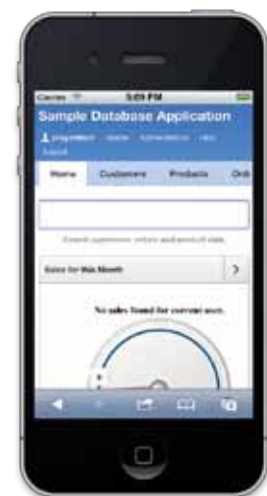 Carrier 5:09 PM
Sample Database Application
Home Customers Products Ord
Search customers, orders and product data.
Sales for this Month
No sales found for current user.